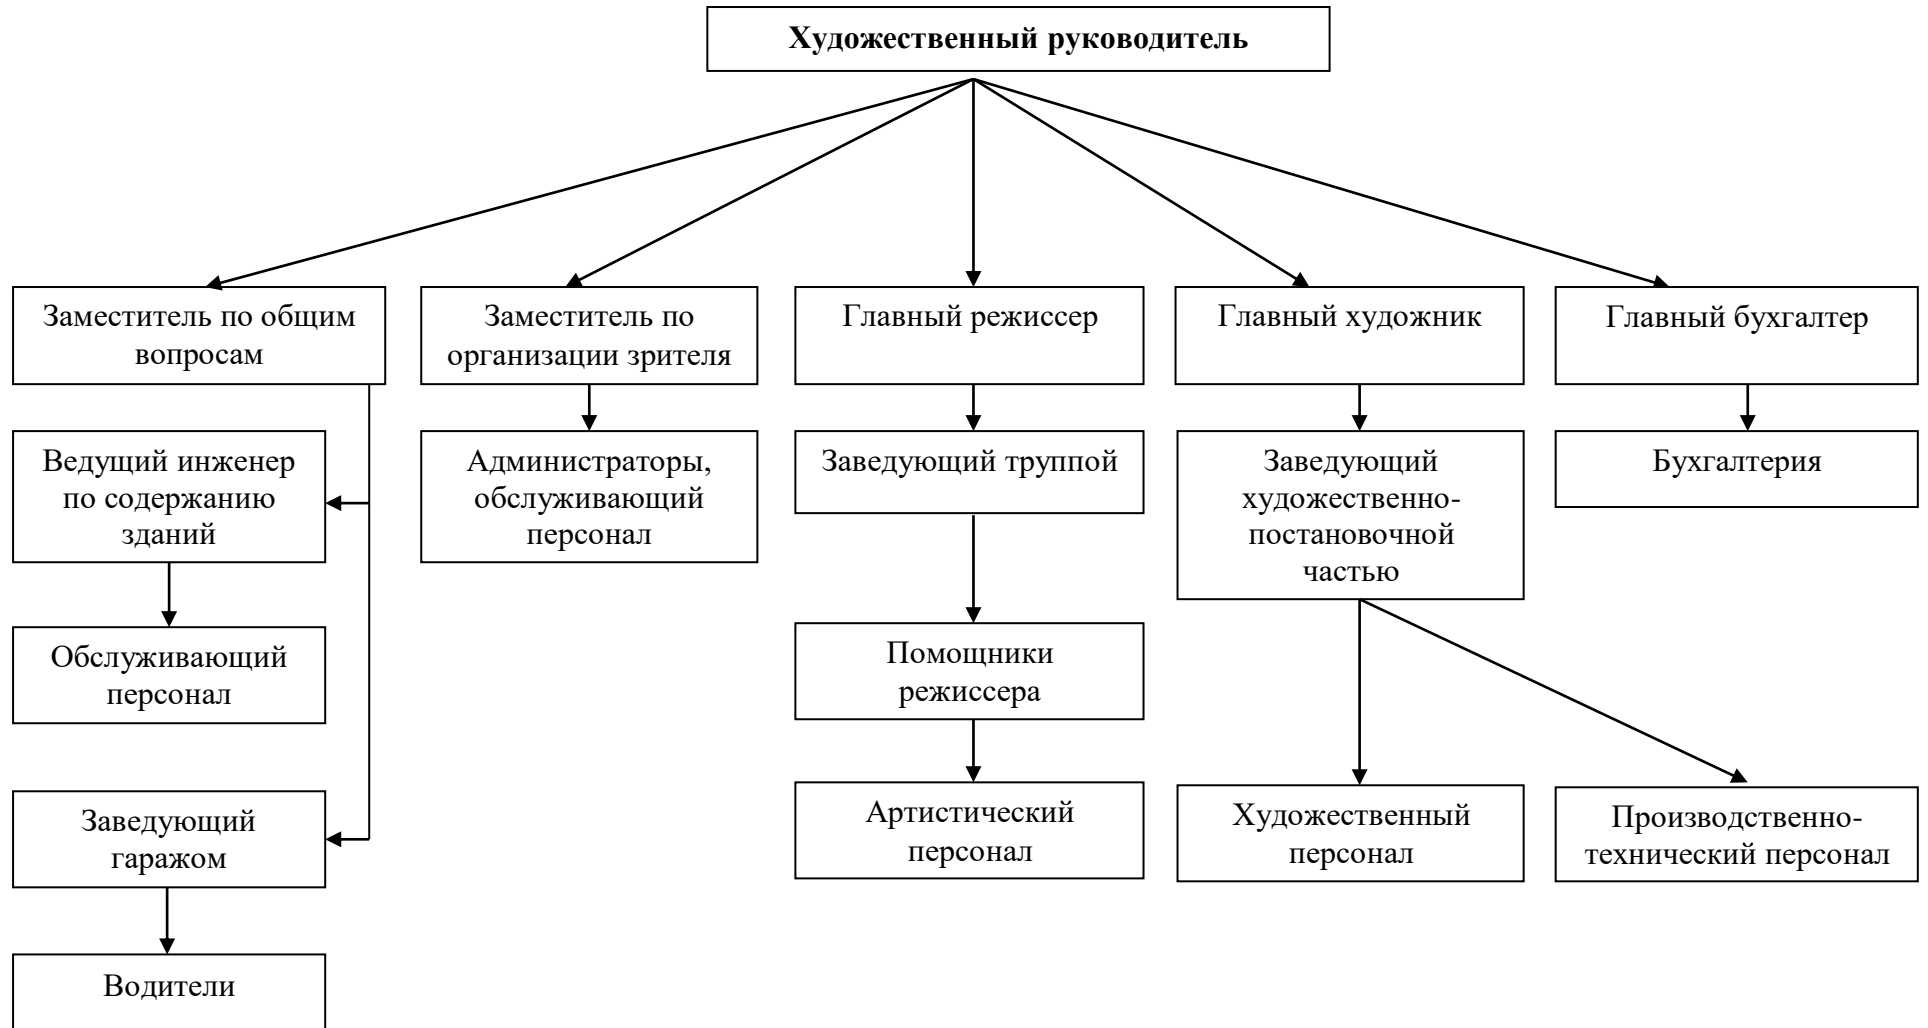 Художественный руководитель
Заместитель по общим
вопросам
Заместитель по
организации зрителя
Главный режиссер
Главный художник
Главный бухгалтер
Ведущий инженер
по содержанию
зданий
Администраторы,
обслуживающий
персонал
Заведующий труппой
Заведующий
художественно-
постановочной
частью
Бухгалтерия
Обслуживающий
персонал
Помощники
режиссера
Заведующий
гаражом
Артистический
персонал
Художественный
персонал
Производственно-
технический персонал
Водители